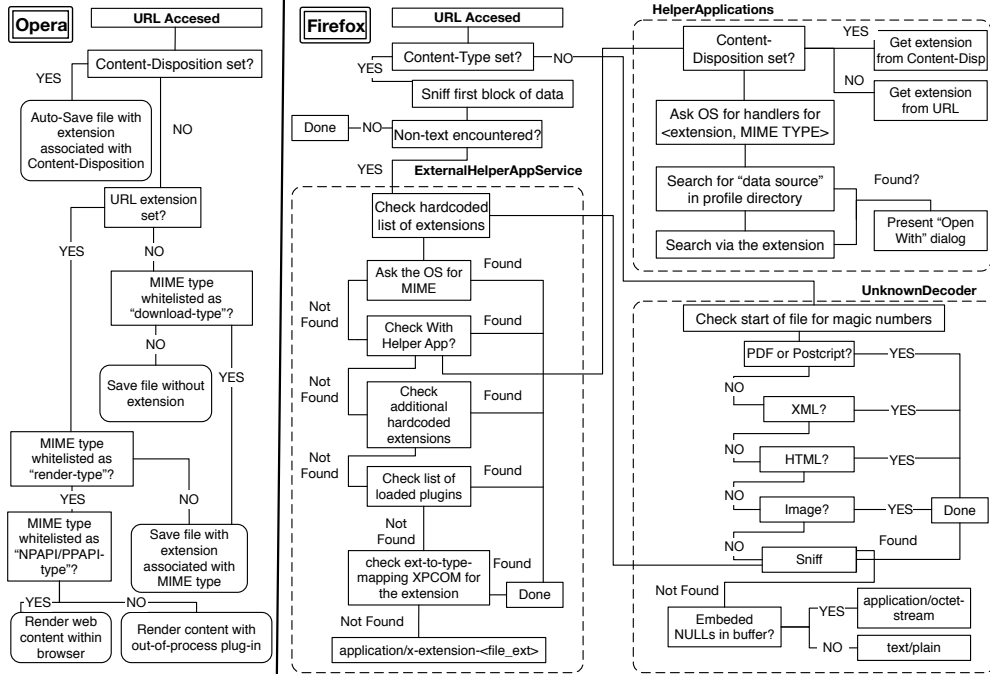 Opera
URL Accesed
Content-Disposition set?
YES
NO
Auto-Save file with
extension
associated with
Content-Disposition
URL extension
set?
YES
NO
MIME type
whitelisted as
“download-type”?
NO
YES
Save file without
extension
MIME type
whitelisted as
“render-type”?
YES
NO
MIME type
whitelisted as
“NPAPI/PPAPI-
type”?
Save file with
extension
associated with
MIME type
YES
NO
Render web
content within
browser
Render content with
out-of-process plug-in
Firefox
URL Accesed
Content-Type set?
NO
YES
Sniff first block of data
Done
NO
Non-text encountered?
YES
ExternalHelperAppService
Check hardcoded
list of extensions
Ask the OS for
MIME
Found
Not
Found
Check With
Helper App?
Found
Not
Found
Check
additional
hardcoded
extensions
Found
Not
Found
Check list of
loaded plugins
Found
Not
Found
check ext-to-type-
mapping XPCOM for
the extension
Found
Done
Not Found
application/x-extension-<file_ext>
HelperApplications
Content-
Disposition set?
YES
Get extension
from Content-Disp
NO
Get extension
from URL
Ask OS for handlers for
<extension, MIME TYPE>
Search for “data source”
in profile directory
Found?
Present “Open
With” dialog
Search via the extension
UnknownDecoder
Check start of file for magic numbers
PDF or Postcript?
YES
NO
XML?
YES
NO
HTML?
YES
NO
Image?
YES
Done
NO
Sniff
Found
Not Found
Embeded
NULLs in buffer?
YES
application/octet-
stream
NO
text/plain